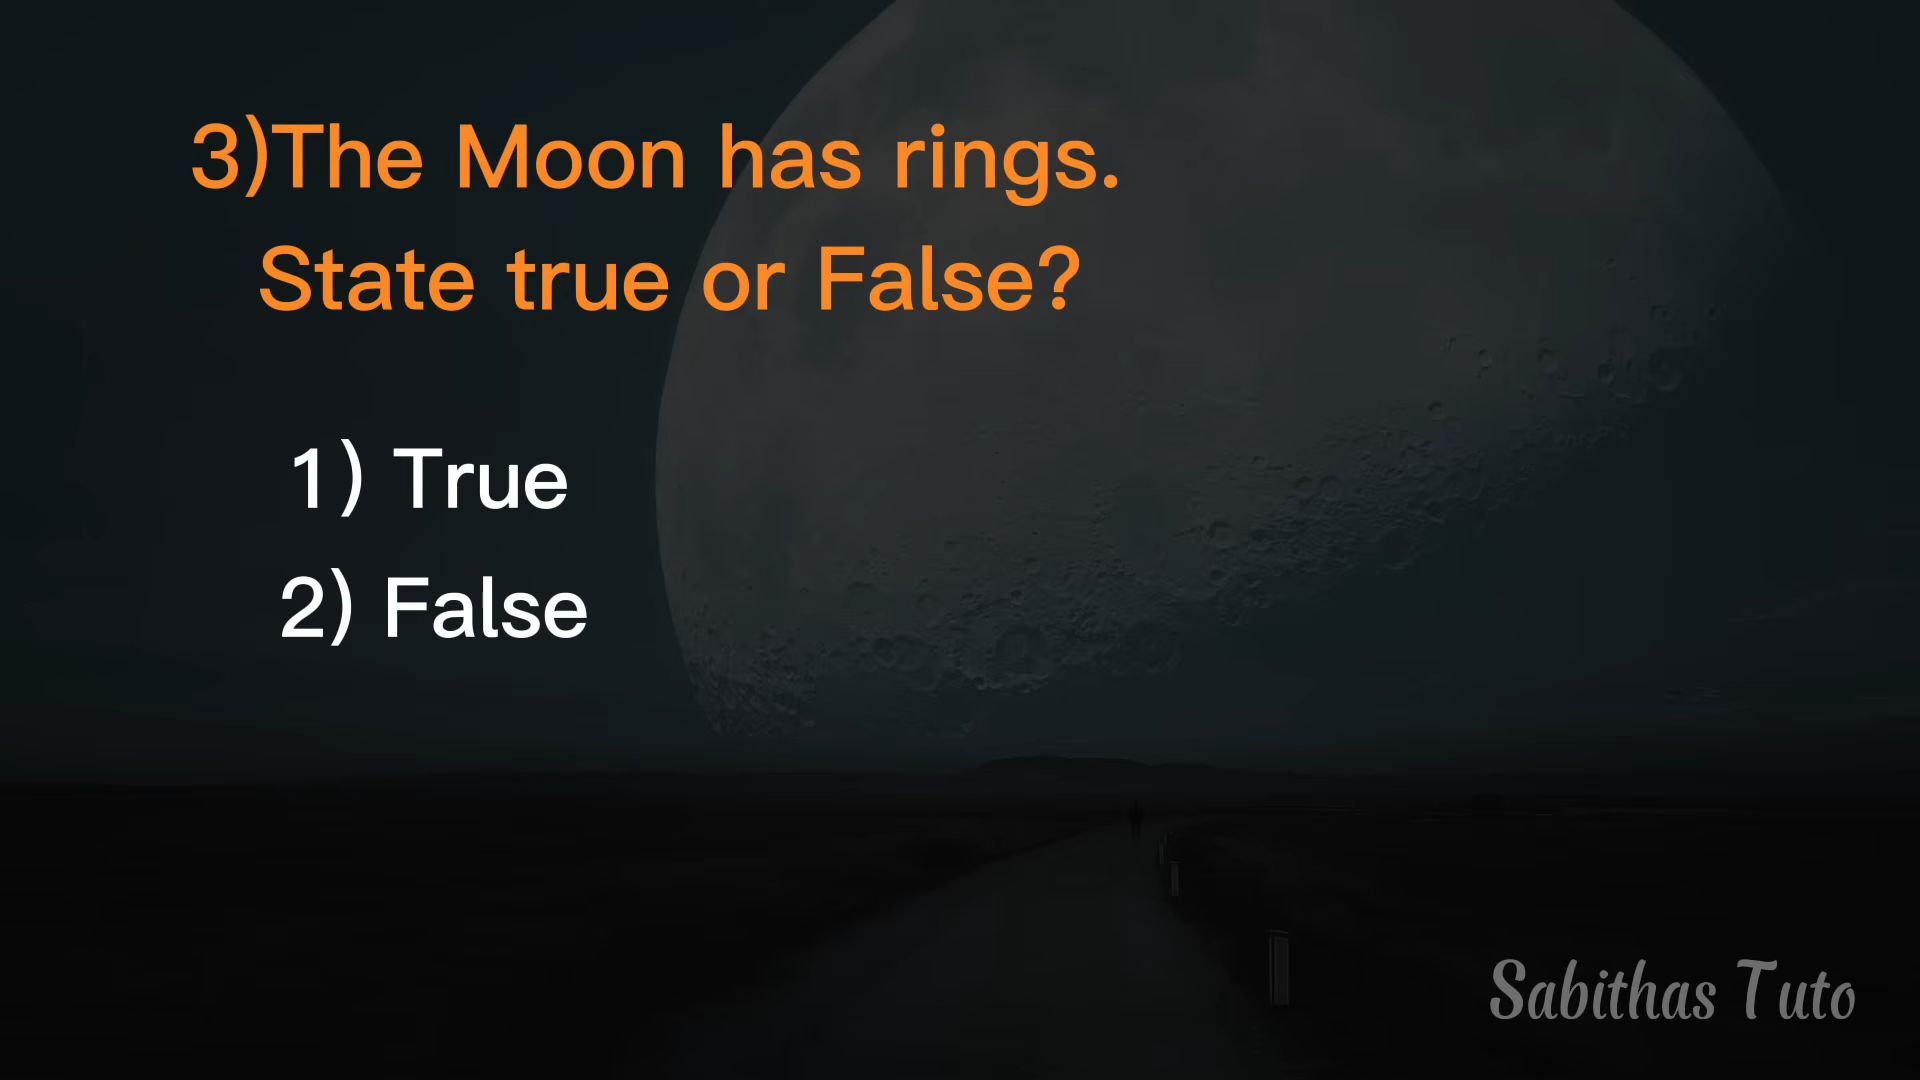 3)The Moon has rings.
State true or False?
1) True
2) False
Sabithas Tuto